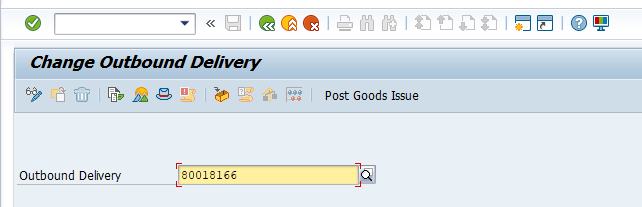 Change Outbound Delivery
Post Goods Issue
Outbound Delivery 80018166